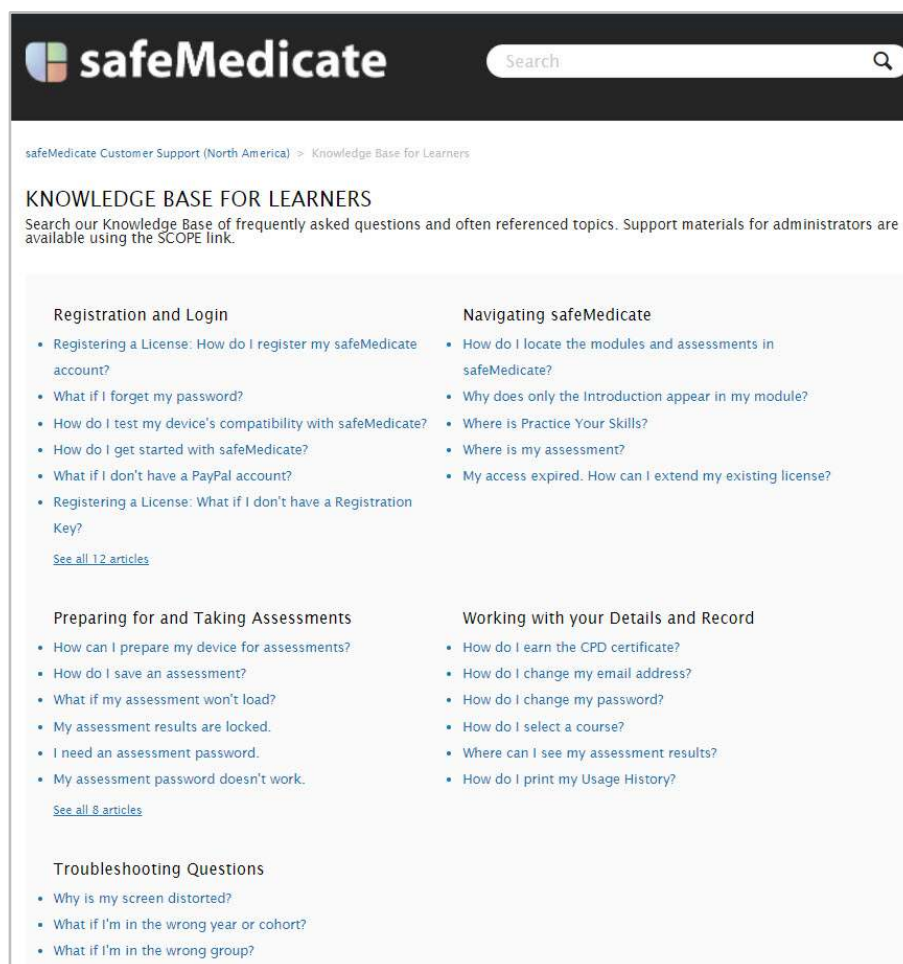 safeMedicate
Search
safeMedicate Customer Support (North America) > Knowledge Base for Learners
KNOWLEDGE BASE FOR LEARNERS
Search our Knowledge Base of frequently asked questions and often referenced topics. Support materials for administrators are
available using the SCOPE link.
Registration and Login
• Registering a License: How do I register my safeMedicate
account?
• What if I forget my password?
• How do I test my device's compatibility with safeMedicate?
• How do I get started with safeMedicate?
• What if I don't have a PayPal account?
• Registering a License: What if I don't have a Registration
Key?
See all 12 articles
Navigating safeMedicate
• How do I locate the modules and assessments in
safeMedicate?
• Why does only the Introduction appear in my module?
• Where is Practice Your Skills?
• Where is my assessment?
• My access expired. How can I extend my existing license?
Preparing for and Taking Assessments
• How can I prepare my device for assessments?
• How do I save an assessment?
• What if my assessment won't load?
• My assessment results are locked.
• I need an assessment password.
• My assessment password doesn't work.
See all 8 articles
Working with your Details and Record
• How do I earn the CPD certificate?
• How do I change my email address?
• How do I change my password?
• How do I select a course?
• Where can I see my assessment results?
• How do I print my Usage History?
Troubleshooting Questions
• Why is my screen distorted?
• What if I'm in the wrong year or cohort?
• What if I'm in the wrong group?